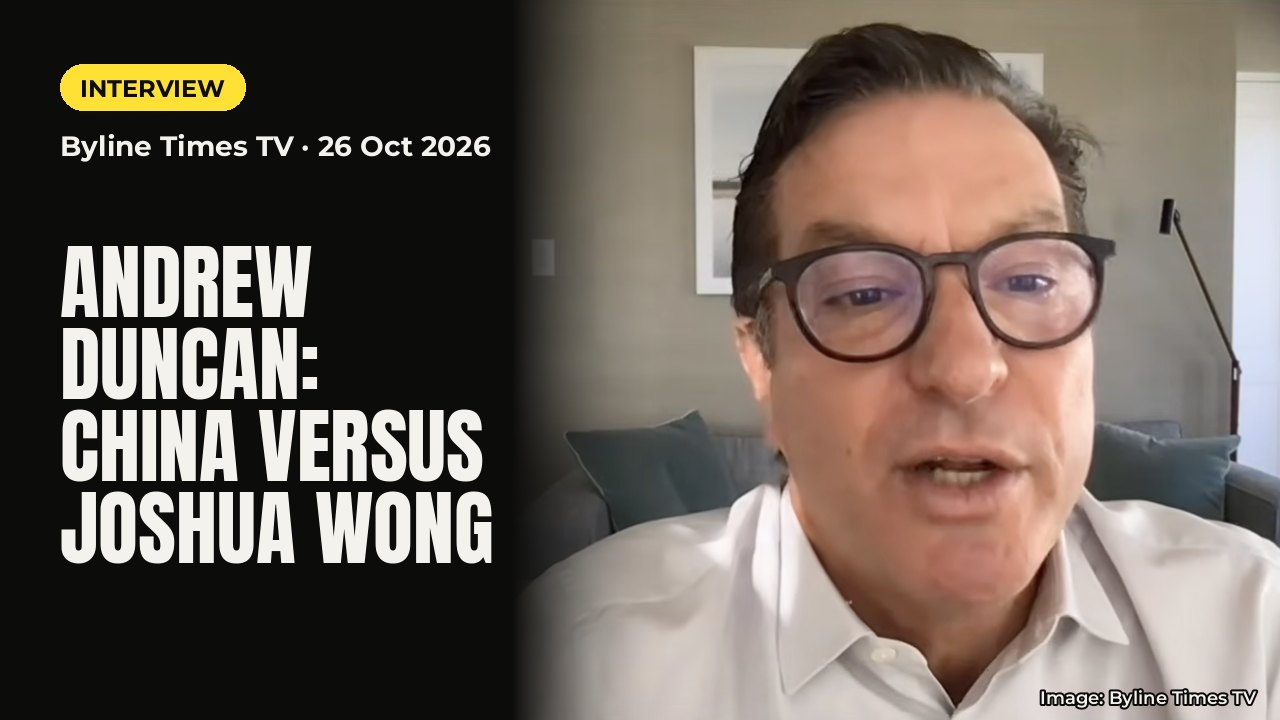 INTERVIEW
Byline Times TV · 26 Oct 2026
ANDREW
DUNCAN:
CHINA VERSUS
JOSHUA WONG
Image: Byline Times TV